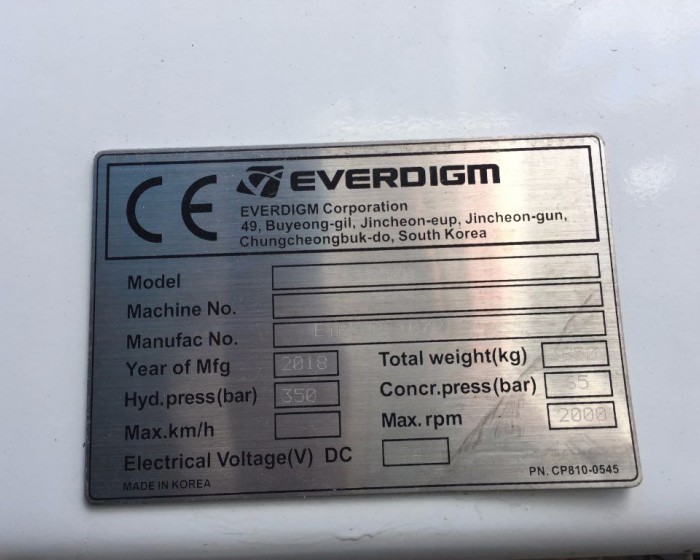 CE EVERDIGM
EVERDIGM Corporation
49, Buyeong-gil, Jincheon-eup, Jincheon-gun,
Chungcheongbuk-do, South Korea
Model
Machine No.
Manufac No.
Year of Mfg 2018 Total weight(kg)
Hyd.press(bar) 350 Concr.press(bar)
Max.km/h Max. rpm 2000
Electrical Voltage(V) DC
MADE IN KOREA PN. CP810-0545